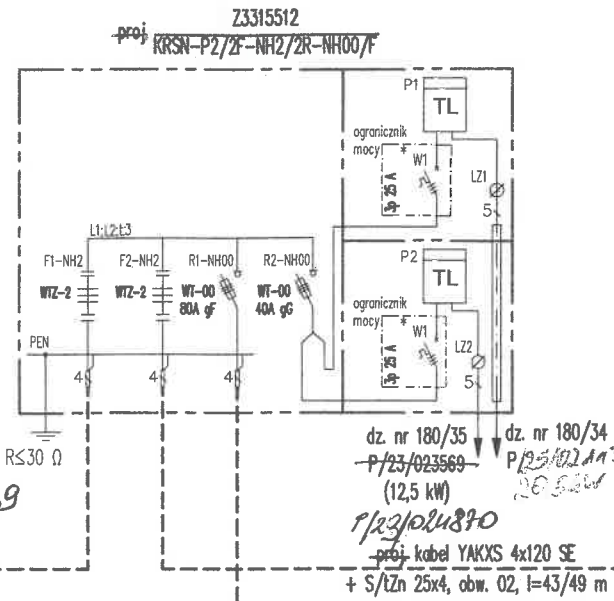 Z3315512
proj KRSN-P2/2F-NH2/2R-NH00/F
P1
TL
ogranicznik
mocy
*
W1
3p 25 A
LZ1
5
L1;L2;L3
F1-NH2
F2-NH2
R1-NH00
R2-NH00
WTZ-2
WTZ-2
WT-00
80A gF
WT-00
40A gG
P2
TL
ogranicznik
mocy
*
W1
3p 25 A
LZ2
5
PEN
4
4
4
R≤30 Ω
9
dz. nr 180/35
P/23/023569
(12,5 kW)
P/23/024870
dz. nr 180/34
proj kabel YAKXS 4x120 SE
+ S/tZn 25x4, obw. 02, l=43/49 m